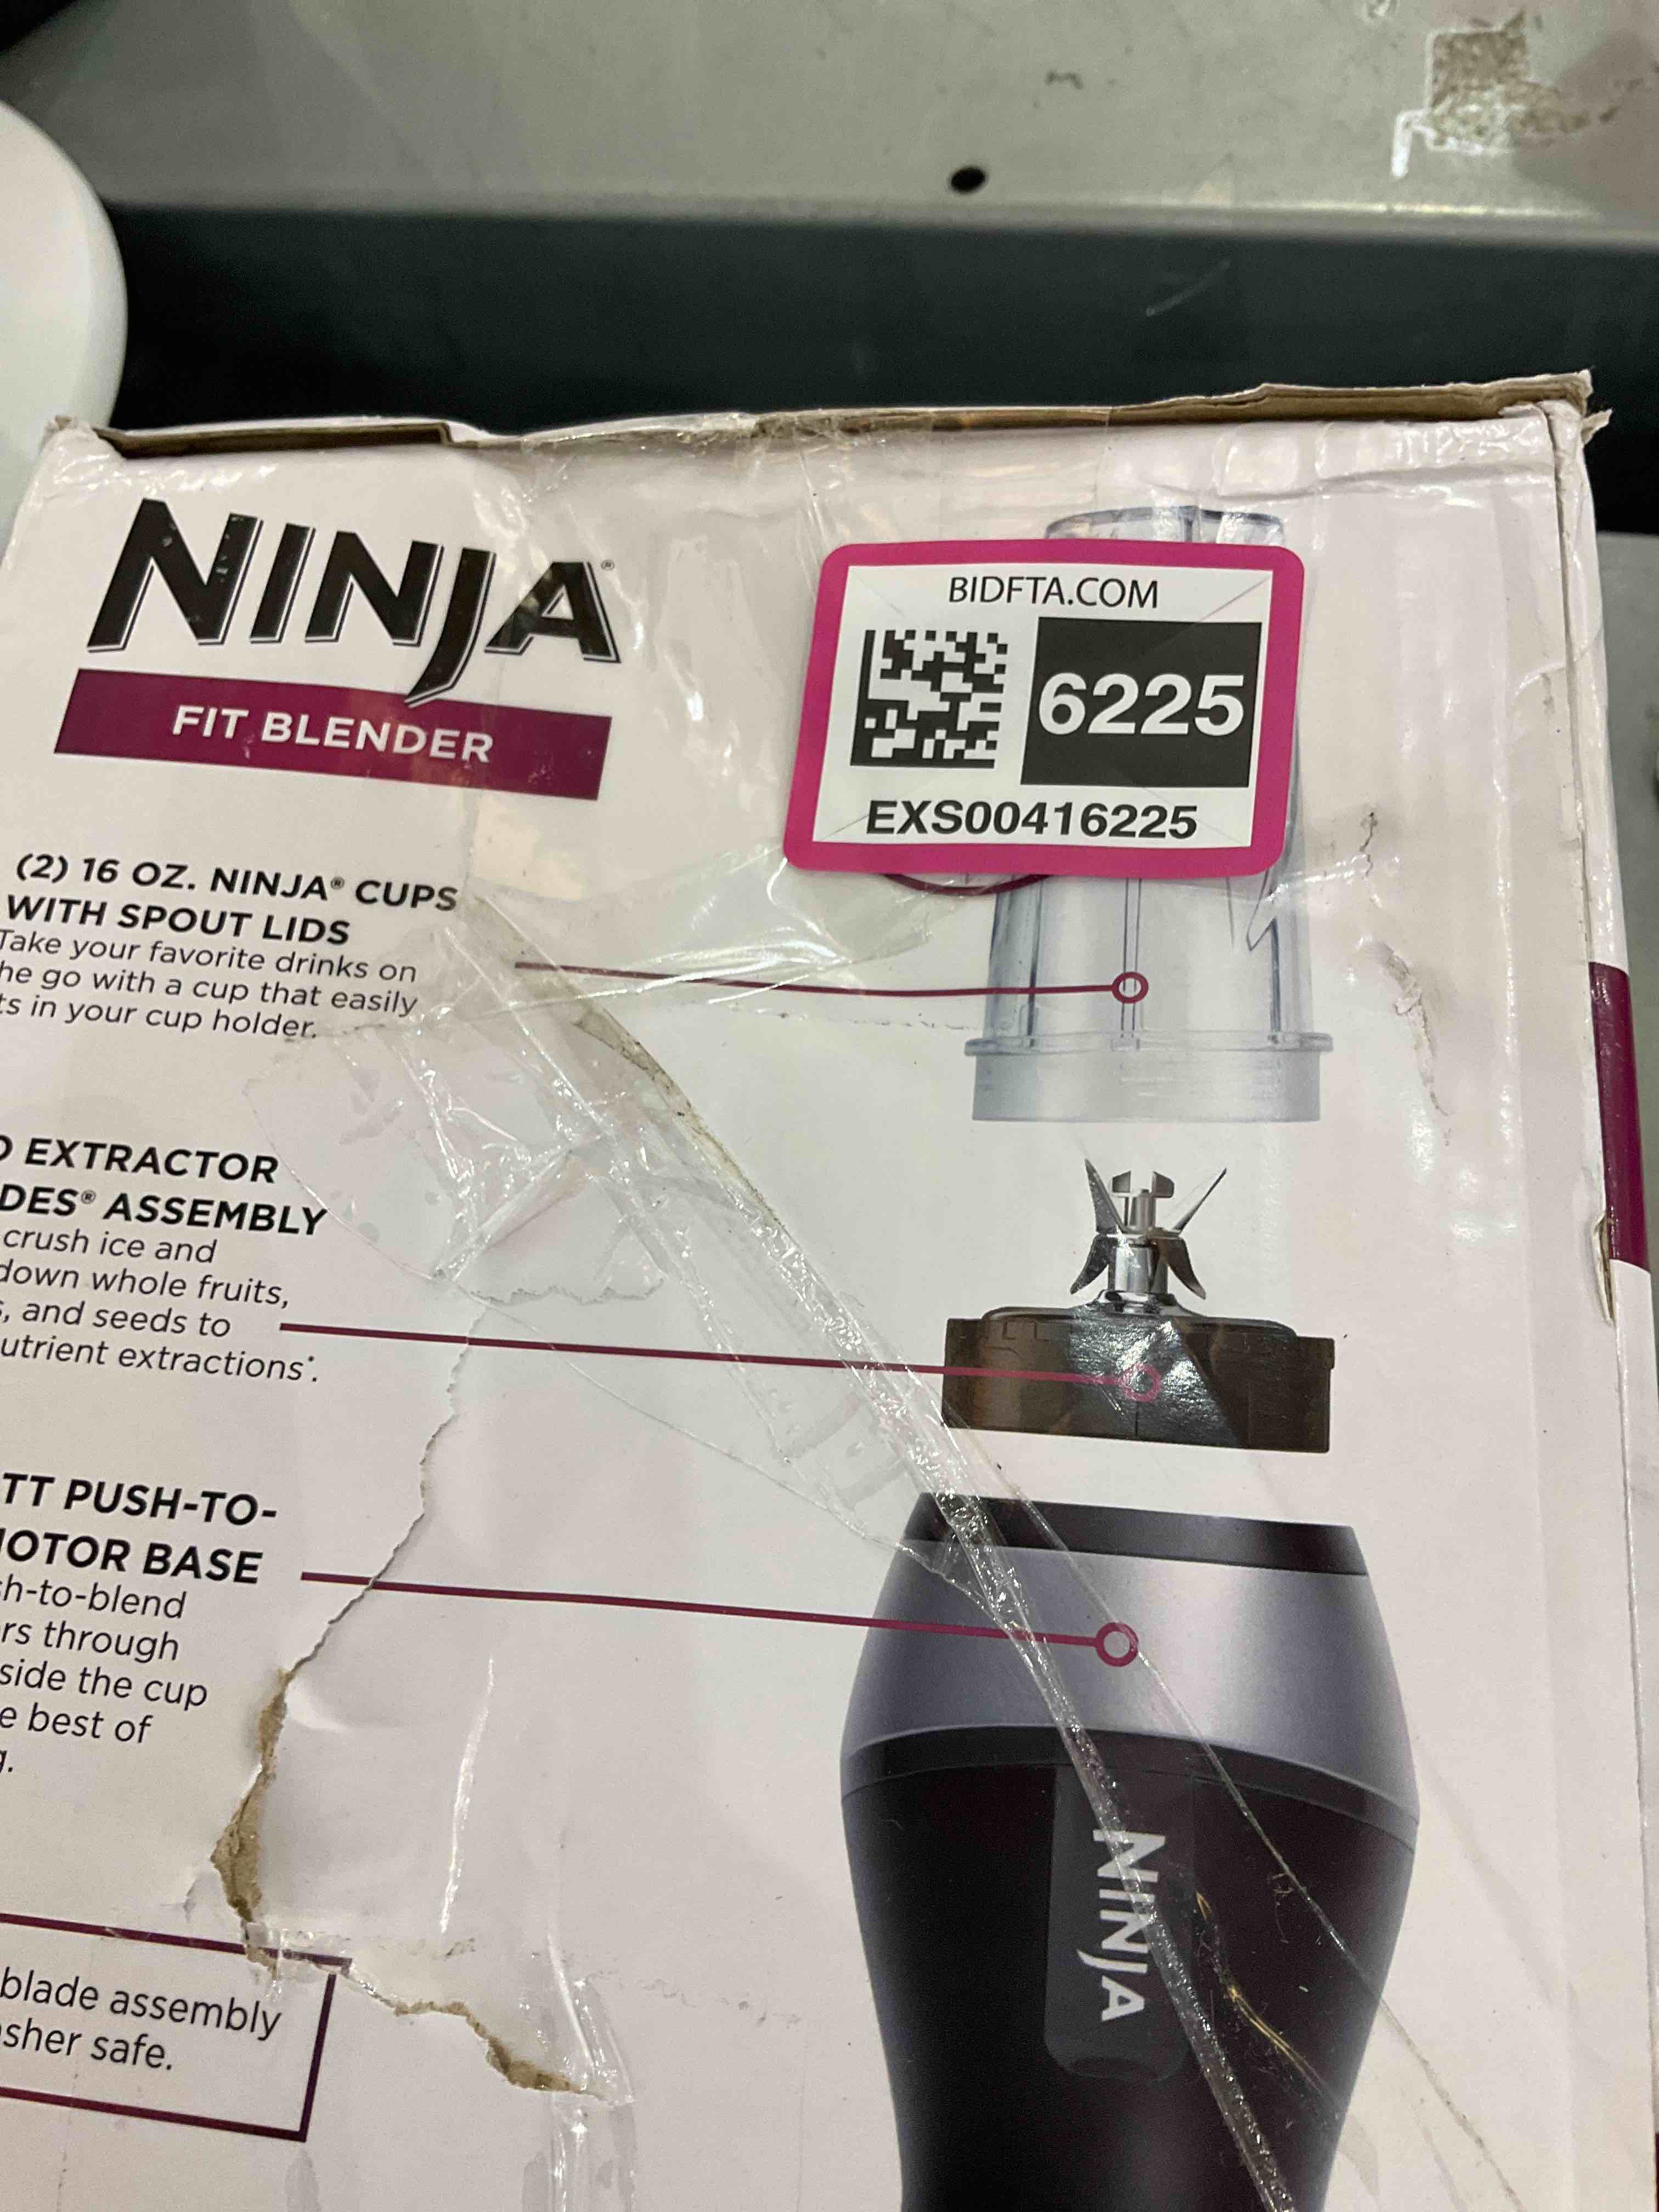 NINJA®
FIT BLENDER
BIDFTA.COM
6225
EXS00416225
(2) 16 OZ. NINJA® CUPS
WITH SPOUT LIDS
Take your favorite drinks on
he go with a cup that easily
ts in your cup holder.
EXTRACTOR
DES® ASSEMBLY
crush ice and
down whole fruits,
, and seeds to
utrient extractions*.
TT PUSH-TO-
OTOR BASE
sh-to-blend
rs through
side the cup
e best of
g.
NINJA
blade assembly
sher safe.